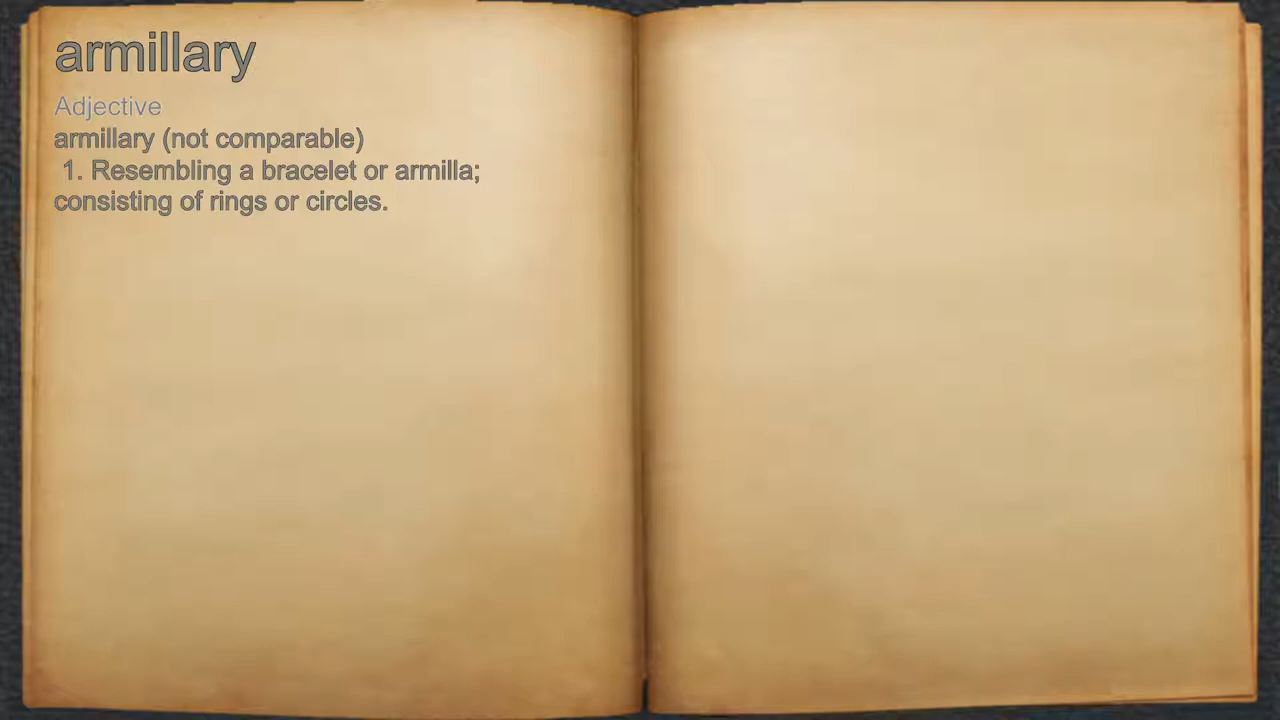 armillary
Adjective
armillary (not comparable)
1. Resembling a bracelet or armilla;
consisting of rings or circles.